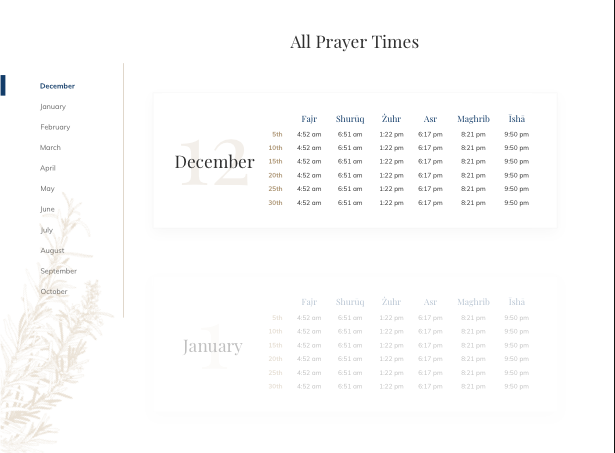 All Prayer Times
December
January
February
March
April
May
June
July
August
September
October
12
December
Fajr Shurūq Żuhr Asr Maghrib Īshā
5th 4:52 am 6:51 am 1:22 pm 6:17 pm 8:21 pm 9:50 pm
10th 4:52 am 6:51 am 1:22 pm 6:17 pm 8:21 pm 9:50 pm
15th 4:52 am 6:51 am 1:22 pm 6:17 pm 8:21 pm 9:50 pm
20th 4:52 am 6:51 am 1:22 pm 6:17 pm 8:21 pm 9:50 pm
25th 4:52 am 6:51 am 1:22 pm 6:17 pm 8:21 pm 9:50 pm
30th 4:52 am 6:51 am 1:22 pm 6:17 pm 8:21 pm 9:50 pm
1
January
Fajr Shurūq Żuhr Asr Maghrib Īshā
5th 4:52 am 6:51 am 1:22 pm 6:17 pm 8:21 pm 9:50 pm
10th 4:52 am 6:51 am 1:22 pm 6:17 pm 8:21 pm 9:50 pm
15th 4:52 am 6:51 am 1:22 pm 6:17 pm 8:21 pm 9:50 pm
20th 4:52 am 6:51 am 1:22 pm 6:17 pm 8:21 pm 9:50 pm
25th 4:52 am 6:51 am 1:22 pm 6:17 pm 8:21 pm 9:50 pm
30th 4:52 am 6:51 am 1:22 pm 6:17 pm 8:21 pm 9:50 pm